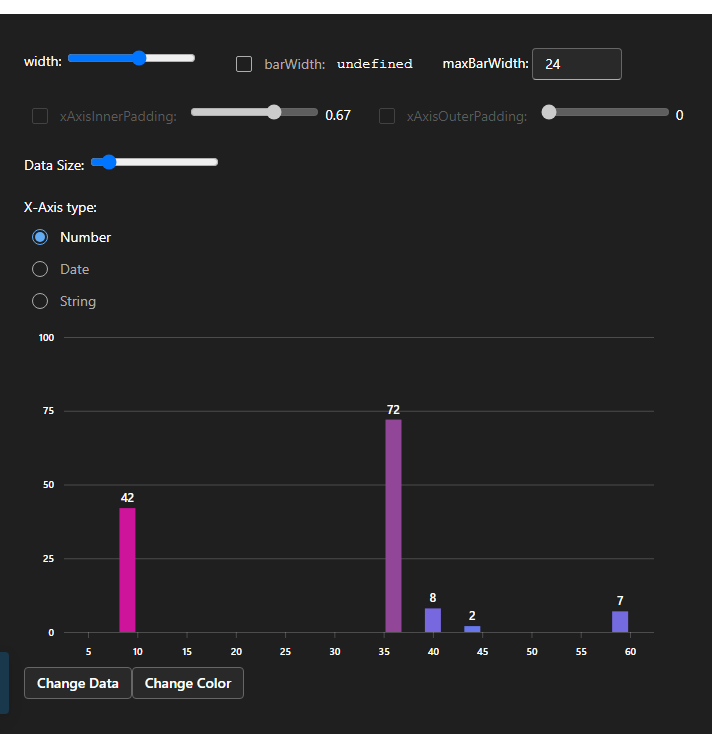 width: barWidth: undefined maxBarWidth: 24
xAxisInnerPadding: 0.67 xAxisOuterPadding: 0
Data Size:
X-Axis type:
Number
Date
String
100
75
72
50
42
25
8
7
2
0
5 10 15 20 25 30 35 40 45 50 55 60
Change Data Change Color